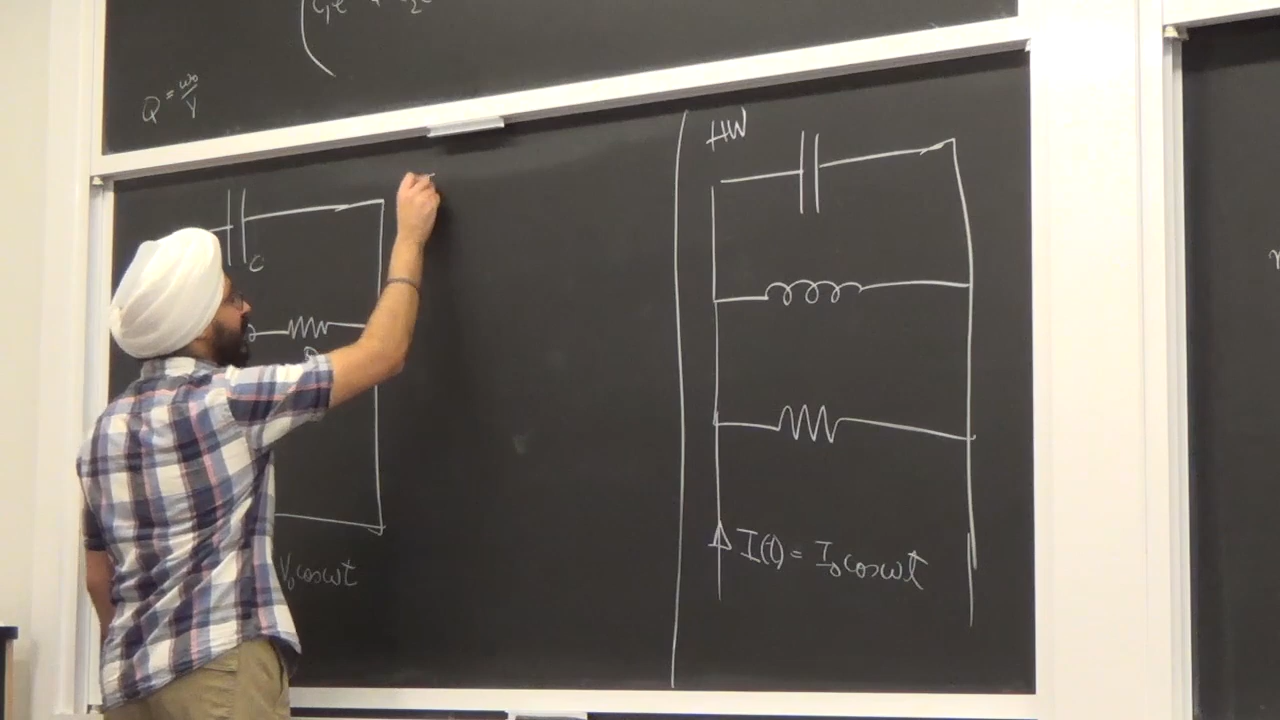 Q = ω₀/γ
HW
C
V₀ cos ωt
I(t) = I₀ cos ωt